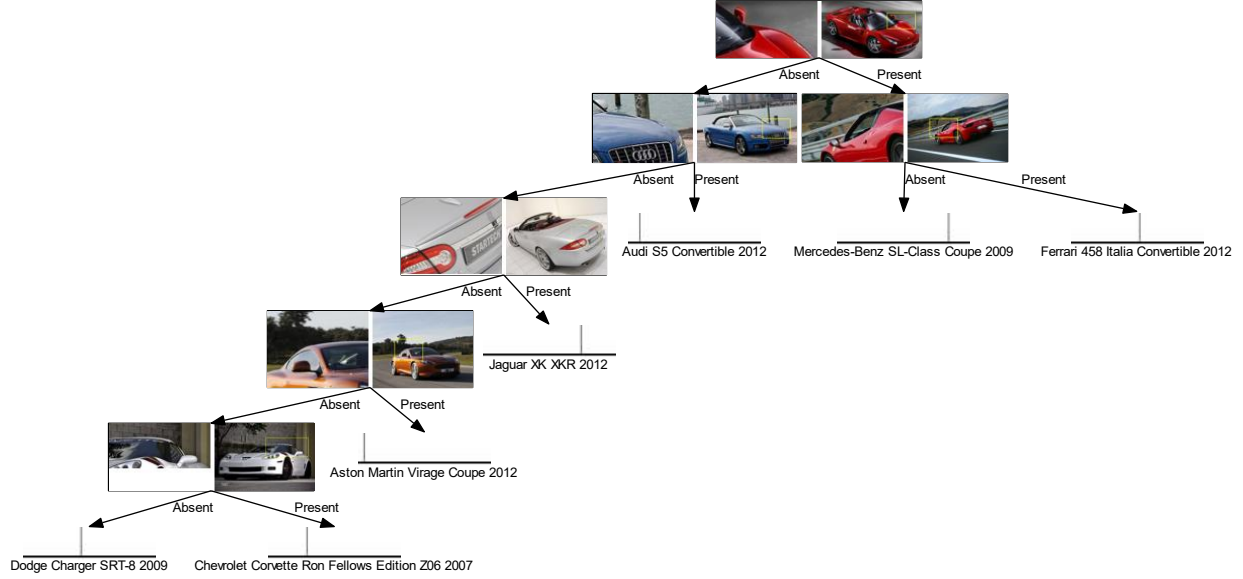 Absent
Present
Absent
Present
Absent
Present
STARTECH
Audi S5 Convertible 2012
Mercedes-Benz SL-Class Coupe 2009
Ferrari 458 Italia Convertible 2012
Absent
Present
Jaguar XK XKR 2012
Absent
Present
Aston Martin Virage Coupe 2012
Absent
Present
Dodge Charger SRT-8 2009
Chevrolet Corvette Ron Fellows Edition Z06 2007